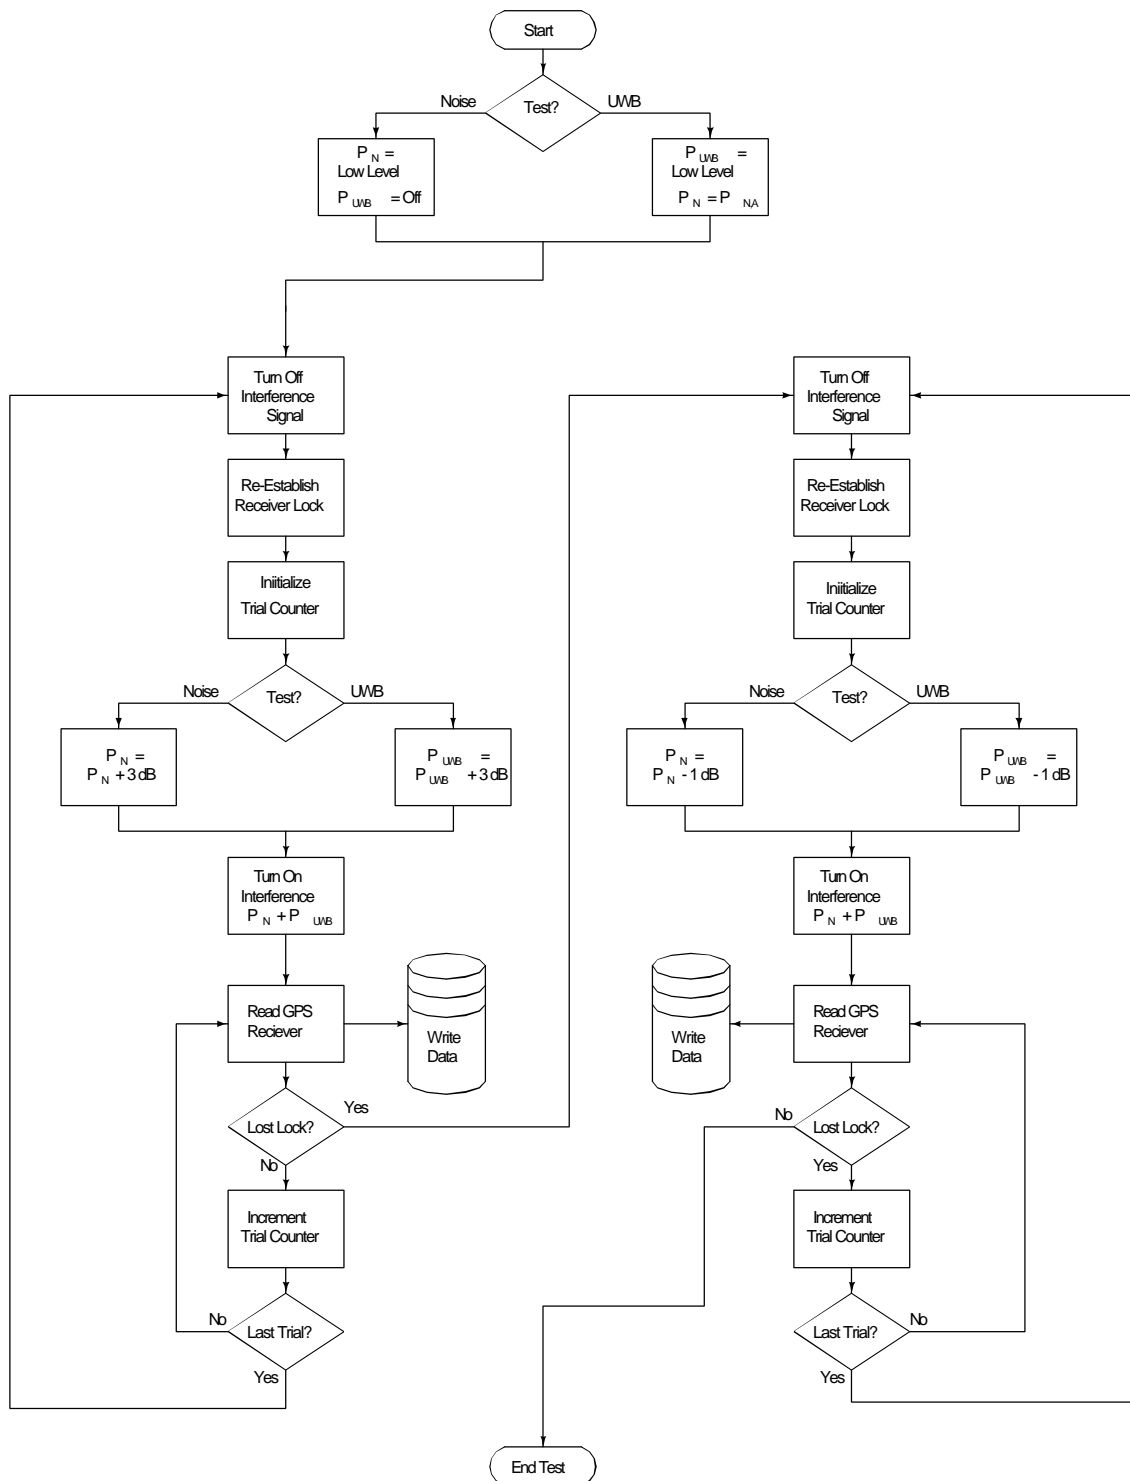 Start
Test?
Noise
UWB
P N =
Low Level
P UWB = Off
P UWB =
Low Level
P N = P N,A
Turn Off
Interference
Signal
Re-Establish
Receiver Lock
Iniitialize
Trial Counter
Test?
Noise
UWB
P N =
P N + 3 dB
P UWB =
P UWB + 3 dB
Turn On
Interference
P N + P UWB
Read GPS
Reciever
Write
Data
Lost Lock?
Yes
No
Increment
Trial Counter
Last Trial?
No
Yes
Turn Off
Interference
Signal
Re-Establish
Receiver Lock
Iniitialize
Trial Counter
Test?
Noise
UWB
P N =
P N - 1 dB
P UWB =
P UWB - 1 dB
Turn On
Interference
P N + P UWB
Read GPS
Reciever
Write
Data
Lost Lock?
No
Yes
Increment
Trial Counter
Last Trial?
No
Yes
End Test